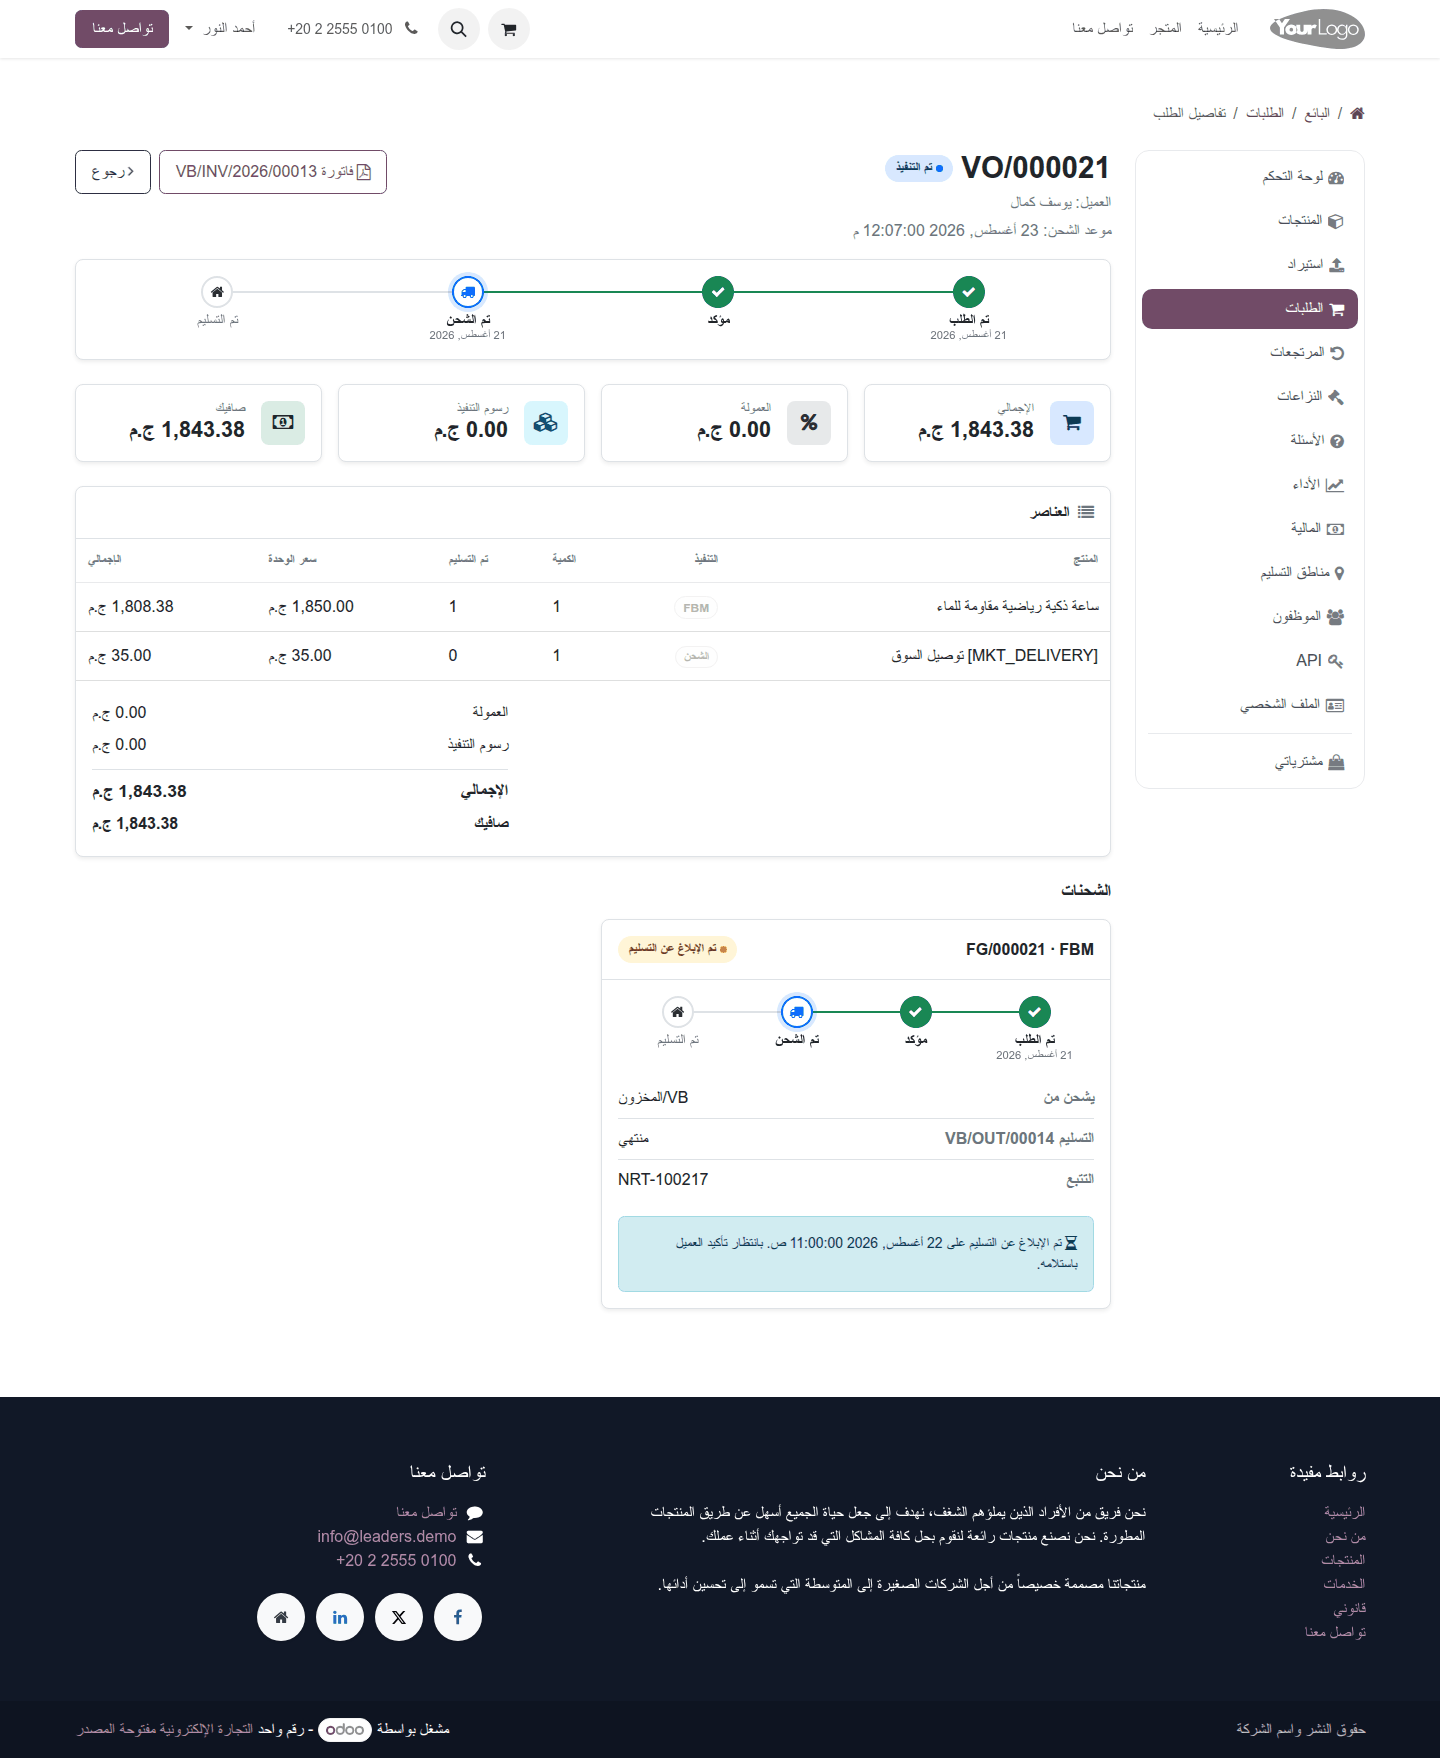 YourLogo
الرئيسية
المتجر
تواصل معنا
+20 2 2555 0100
أحمد النور
تواصل معنا
/ البائع / الطلبات / تفاصيل الطلب
لوحة التحكم
المنتجات
استيراد
الطلبات
المرتجعات
النزاعات
الأسئلة
الأداء
المالية
مناطق التسليم
الموظفون
API
الملف الشخصي
مشترياتي
VO/000021 تم التنفيذ
العميل: يوسف كمال
موعد الشحن: 23 أغسطس, 2026 12:07:00 م
فاتورة VB/INV/2026/00013
رجوع
تم الطلب
21 أغسطس, 2026
مؤكد
تم الشحن
21 أغسطس, 2026
تم التسليم
الإجمالي
1,843.38 ج.م
العمولة
0.00 ج.م
رسوم التنفيذ
0.00 ج.م
صافيك
1,843.38 ج.م
العناصر
المنتج التنفيذ الكمية تم التسليم سعر الوحدة الإجمالي
ساعة ذكية رياضية مقاومة للماء FBM 1 1 1,850.00 ج.م 1,808.38 ج.م
[MKT_DELIVERY] توصيل السوق الشحن 1 0 35.00 ج.م 35.00 ج.م
العمولة 0.00 ج.م
رسوم التنفيذ 0.00 ج.م
الإجمالي 1,843.38 ج.م
صافيك 1,843.38 ج.م
الشحنات
FG/000021 · FBM تم الإبلاغ عن التسليم
تم الطلب
21 أغسطس, 2026
مؤكد
تم الشحن
تم التسليم
يشحن من VB/المخزون
التسليم VB/OUT/00014 منتهي
التتبع NRT-100217
تم الإبلاغ عن التسليم على 22 أغسطس, 2026 11:00:00 ص. بانتظار تأكيد العميل
باستلامه.
روابط مفيدة
الرئيسية
من نحن
المنتجات
الخدمات
قانوني
تواصل معنا
من نحن
نحن فريق من الأفراد الذين يملؤهم الشغف، نهدف إلى جعل حياة الجميع أسهل عن طريق المنتجات
المطورة. نحن نصنع منتجات رائعة لنقوم بحل كافة المشاكل التي قد تواجهك أثناء عملك.
منتجاتنا مصممة خصيصاً من أجل الشركات الصغيرة إلى المتوسطة التي تسمو إلى تحسين أدائها.
تواصل معنا
تواصل معنا
info@leaders.demo
+20 2 2555 0100
حقوق النشر واسم الشركة
مشغل بواسطة odoo - رقم واحد التجارة الإلكترونية مفتوحة المصدر